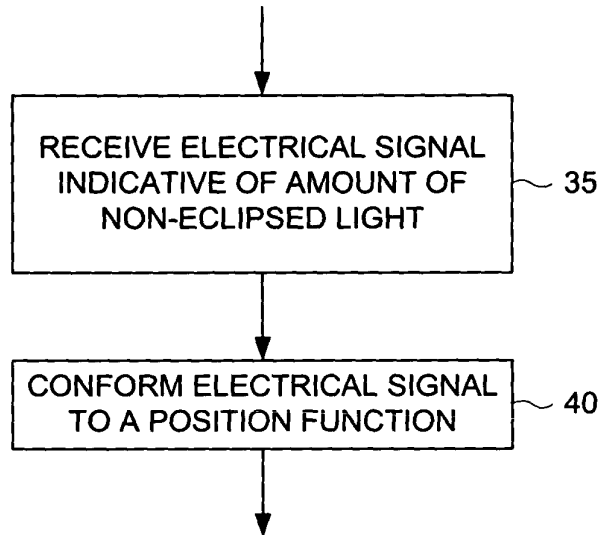 RECEIVE ELECTRICAL SIGNAL
INDICATIVE OF AMOUNT OF
NON-ECLIPSED LIGHT
35
CONFORM ELECTRICAL SIGNAL
TO A POSITION FUNCTION
40